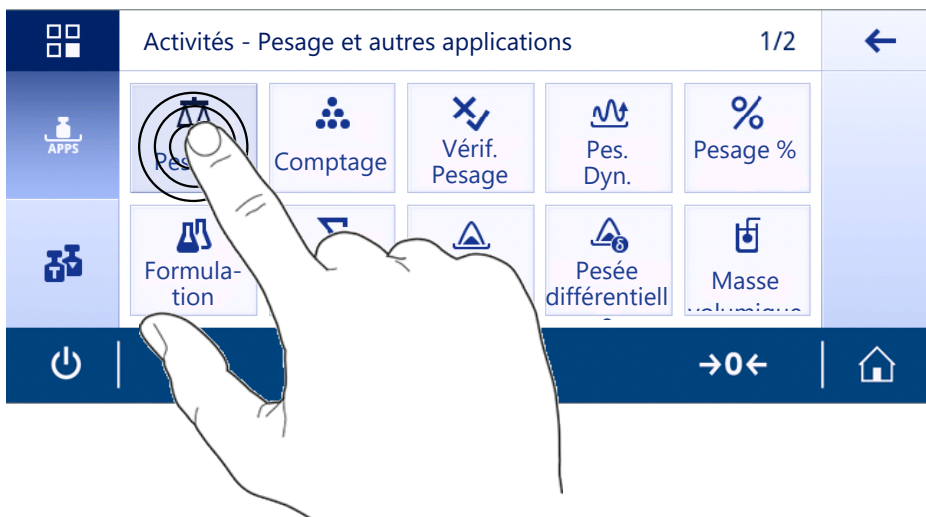 Activités - Pesage et autres applications 1/2
APPS
Comptage
Vérif.
Pesage
Pes.
Dyn.
Pesage %
Formula-
tion
Pesée
différentiell
Masse
volumique
→0←